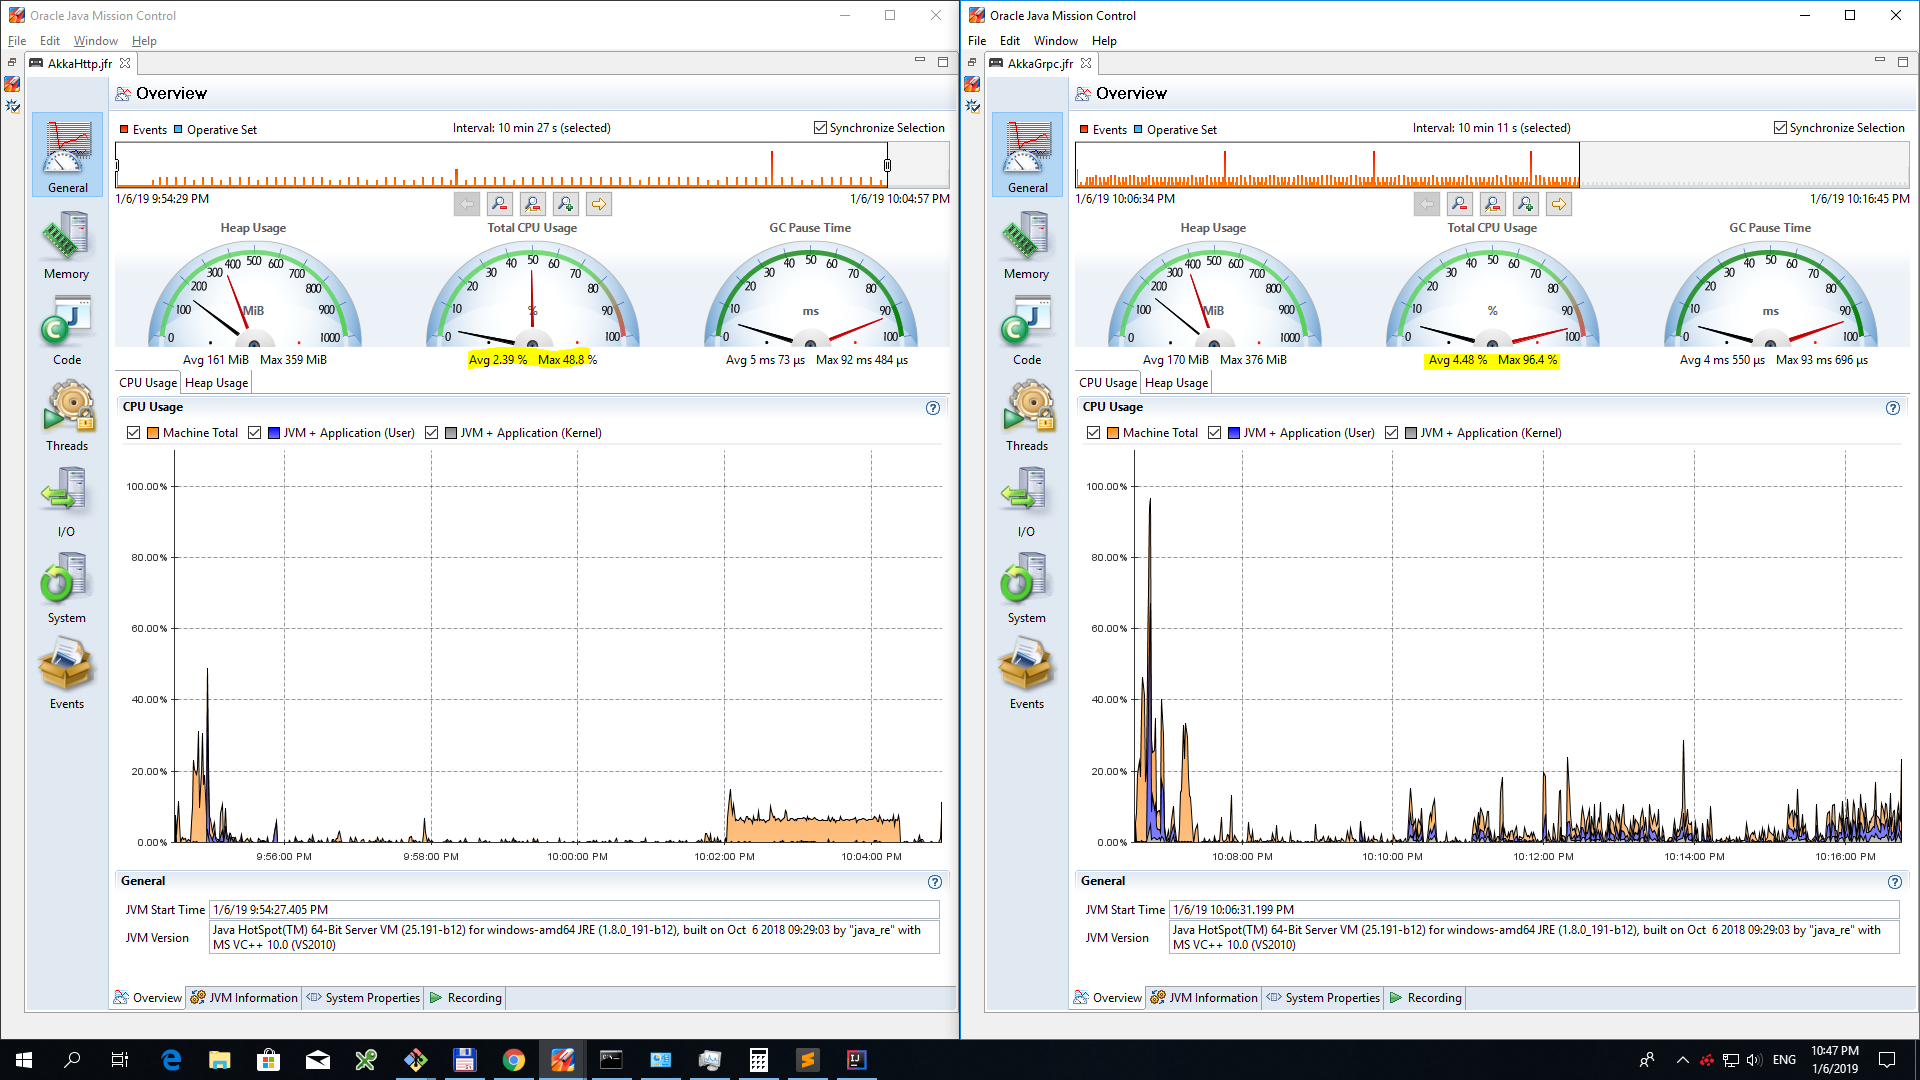 Oracle Java Mission Control
File Edit Window Help
AkkaHttp.jfr
Overview
Events Operative Set Interval: 10 min 27 s (selected) Synchronize Selection
1/6/19 9:54:29 PM 1/6/19 10:04:57 PM
General
Memory
Code
Threads
I/O
System
Events
Heap Usage Total CPU Usage GC Pause Time
0 100 200 300 400 500 600 700 800 900 1000 MiB
0 10 20 30 40 50 60 70 80 90 100 %
0 10 20 30 40 50 60 70 80 90 100 ms
Avg 161 MiB Max 359 MiB Avg 2.39 % Max 48.8 % Avg 5 ms 73 µs Max 92 ms 484 µs
CPU Usage Heap Usage
CPU Usage
Machine Total JVM + Application (User) JVM + Application (Kernel)
100.00%
80.00%
60.00%
40.00%
20.00%
0.00%
9:56:00 PM 9:58:00 PM 10:00:00 PM 10:02:00 PM 10:04:00 PM
General
JVM Start Time 1/6/19 9:54:27.405 PM
JVM Version Java HotSpot(TM) 64-Bit Server VM (25.191-b12) for windows-amd64 JRE (1.8.0_191-b12), built on Oct 6 2018 09:29:03 by "java_re" with
MS VC++ 10.0 (VS2010)
Overview JVM Information System Properties Recording
Oracle Java Mission Control
File Edit Window Help
AkkaGrpc.jfr
Overview
Events Operative Set Interval: 10 min 11 s (selected) Synchronize Selection
1/6/19 10:06:34 PM 1/6/19 10:16:45 PM
General
Memory
Code
Threads
I/O
System
Events
Heap Usage Total CPU Usage GC Pause Time
0 100 200 300 400 500 600 700 800 900 1000 MiB
0 10 20 30 40 50 60 70 80 90 100 %
0 10 20 30 40 50 60 70 80 90 100 ms
Avg 170 MiB Max 376 MiB Avg 4.48 % Max 96.4 % Avg 4 ms 550 µs Max 93 ms 696 µs
CPU Usage Heap Usage
CPU Usage
Machine Total JVM + Application (User) JVM + Application (Kernel)
100.00%
80.00%
60.00%
40.00%
20.00%
0.00%
10:08:00 PM 10:10:00 PM 10:12:00 PM 10:14:00 PM 10:16:00 PM
General
JVM Start Time 1/6/19 10:06:31.199 PM
JVM Version Java HotSpot(TM) 64-Bit Server VM (25.191-b12) for windows-amd64 JRE (1.8.0_191-b12), built on Oct 6 2018 09:29:03 by "java_re" with
MS VC++ 10.0 (VS2010)
Overview JVM Information System Properties Recording
ENG 10:47 PM
1/6/2019